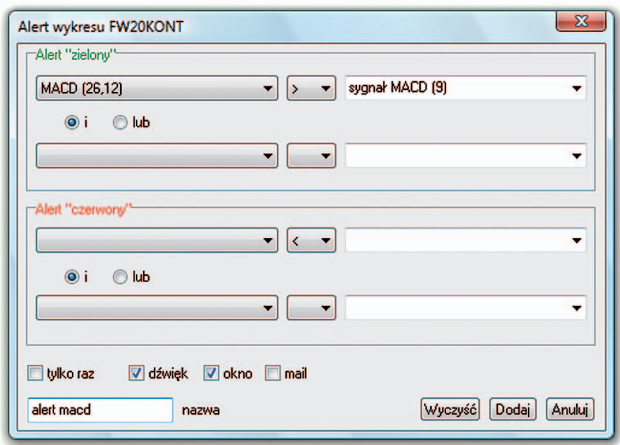 Alert wykresu FW20KONT
Alert "zielony"
MACD (26,12) > sygnał MACD (9)
i lub
Alert "czerwony"
<
i lub
tylko raz dźwięk okno mail
alert macd nazwa Wyczyść Dodaj Anuluj